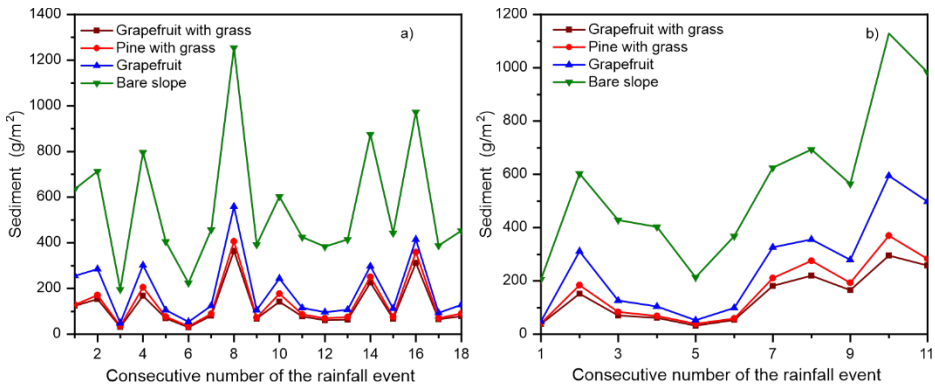 a)
Grapefruit with grass
Pine with grass
Grapefruit
Bare slope
Sediment (g/m²)
1400
1200
1000
800
600
400
200
0
2 4 6 8 10 12 14 16 18
Consecutive number of the rainfall event
b)
Grapefruit with grass
Pine with grass
Grapefruit
Bare slope
Sediment (g/m²)
1200
1000
800
600
400
200
0
1 3 5 7 9 11
Consecutive number of the rainfall event